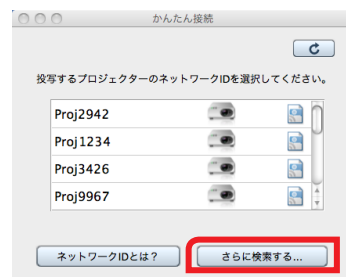 かんたん接続
投写するプロジェクターのネットワークIDを選択してください。
Proj2942
Proj1234
Proj3426
Proj9967
ネットワークIDとは？
さらに検索する...